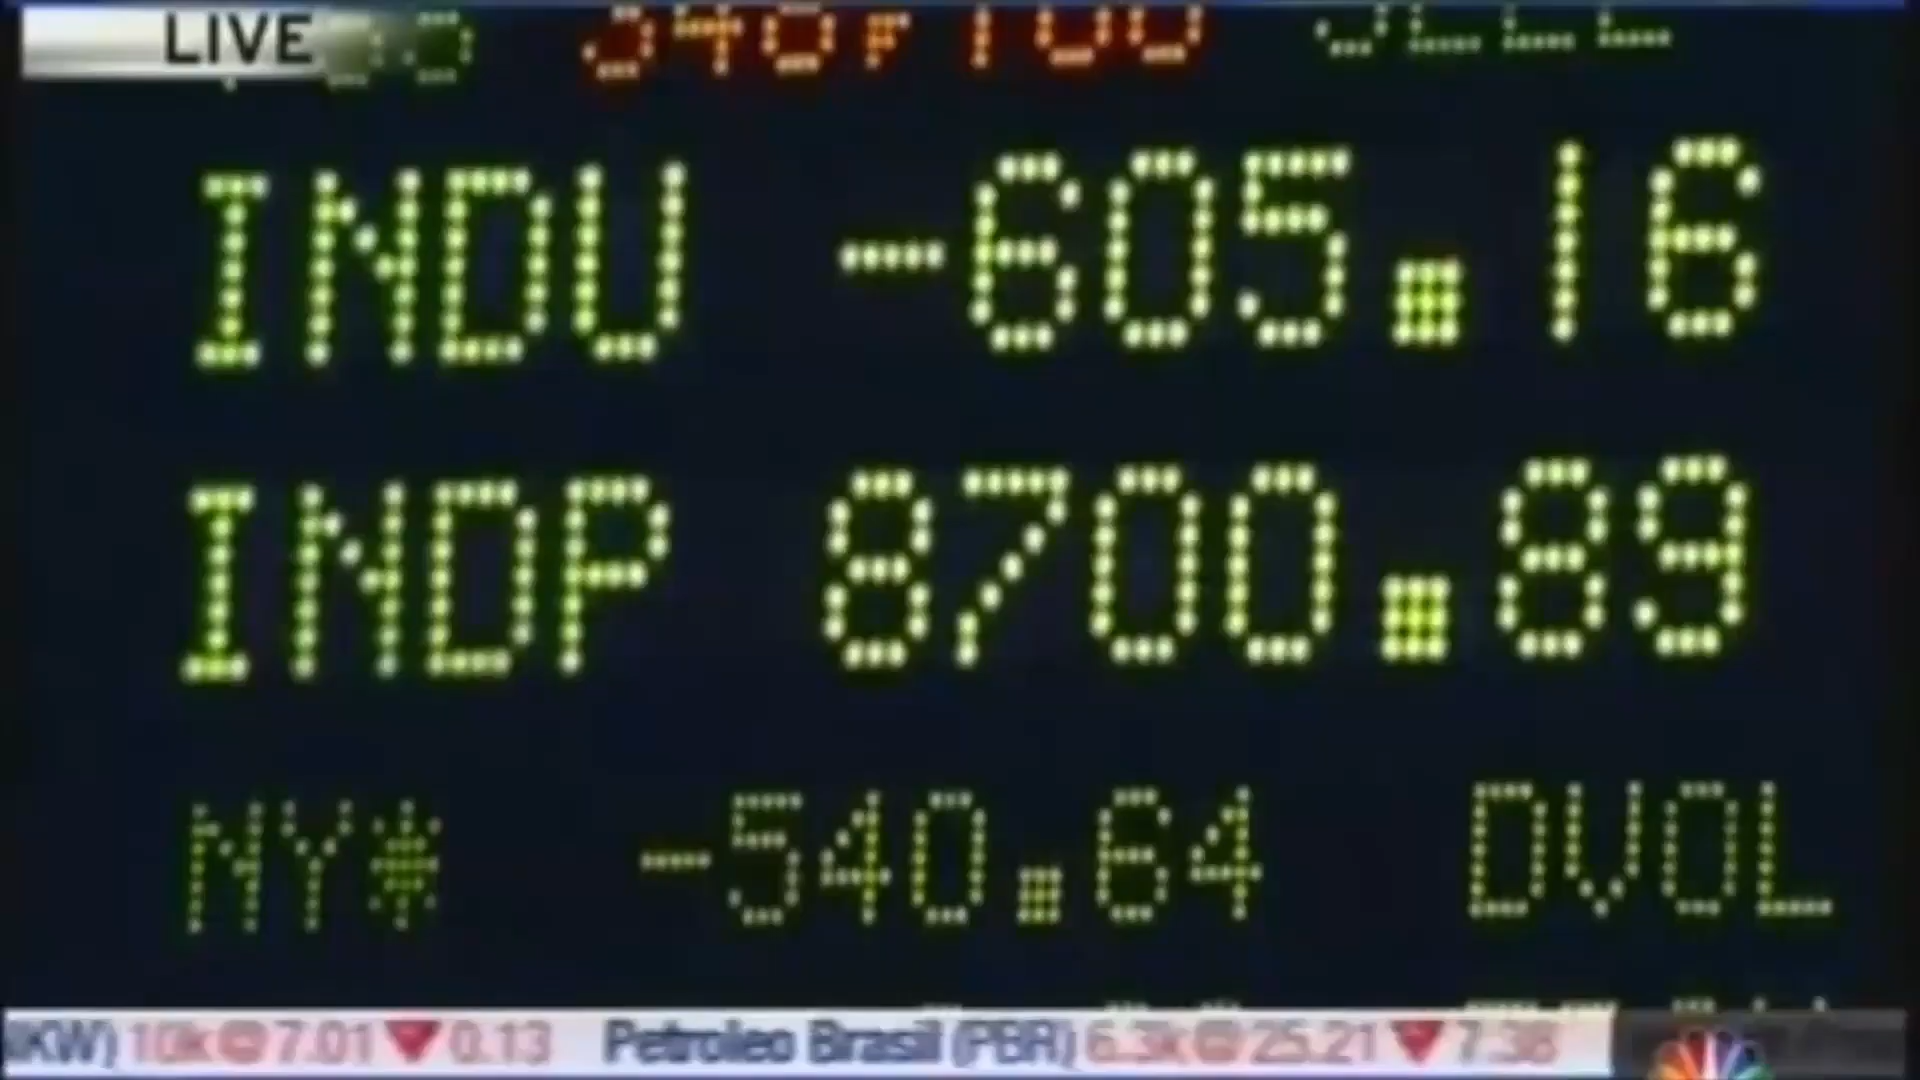 LIVE
INDU -605.16
INDP 8700.89
NY* -540.64 DVOL
10k@7.01▼0.13 Petroleo Brasil (PBR) 6.3k@25.21▼7.38